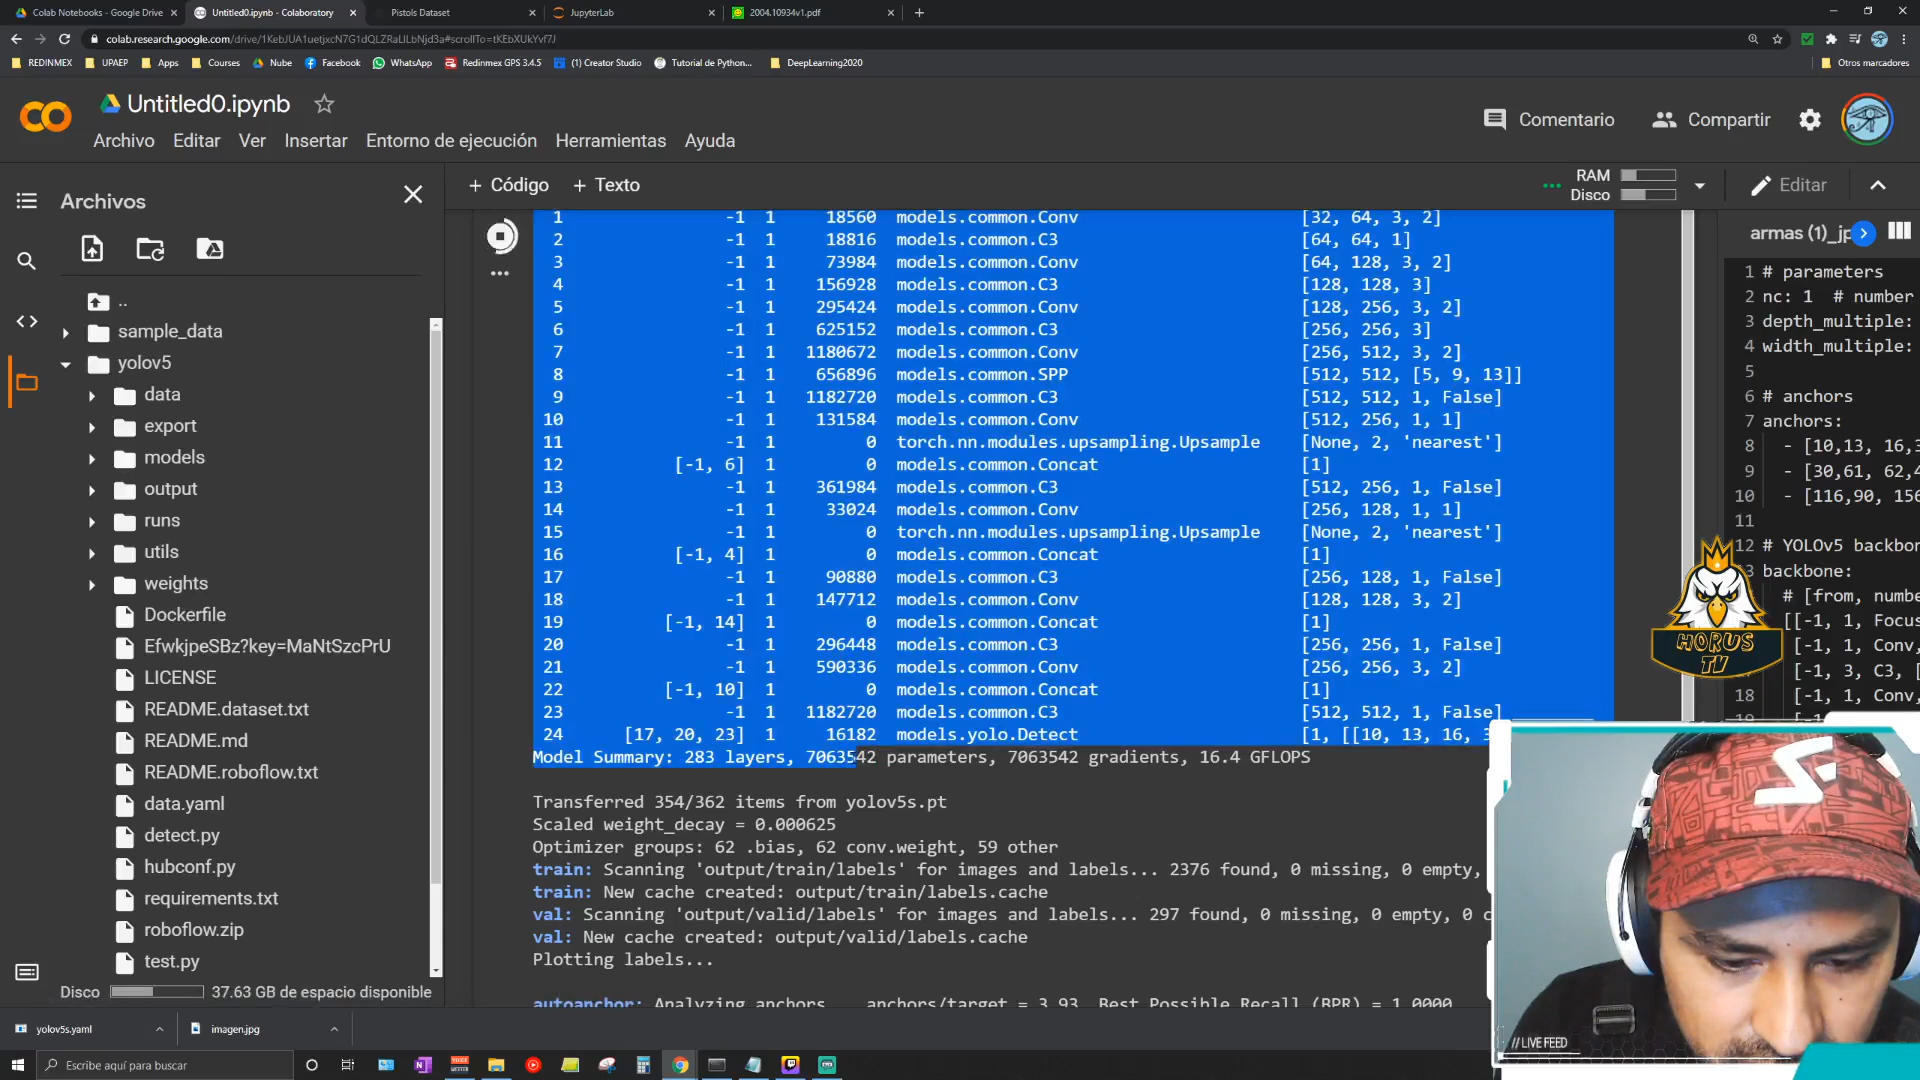 Colab Notebooks - Google Drive
Untitled0.ipynb - Colaboratory
Pistols Dataset
JupyterLab
2004.10934v1.pdf
colab.research.google.com/drive/1KebJUA1uetjxcN7G1dQLZRaLILbNjd3a#scrollTo=tKEbXUkYvf7J
REDINMEX UPAEP Apps Courses Nube Facebook WhatsApp Redinmex GPS 3.4.5 (1) Creator Studio Tutorial de Python... DeepLearning2020 Otros marcadores
Untitled0.ipynb
Archivo Editar Ver Insertar Entorno de ejecución Herramientas Ayuda
Comentario Compartir
Archivos
+ Código + Texto
RAM
Disco
Editar
..
sample_data
yolov5
data
export
models
output
runs
utils
weights
Dockerfile
EfwkjpeSBz?key=MaNtSzcPrU
LICENSE
README.dataset.txt
README.md
README.roboflow.txt
data.yaml
detect.py
hubconf.py
requirements.txt
roboflow.zip
test.py
Disco 37.63 GB de espacio disponible
1 -1 1 18560 models.common.Conv [32, 64, 3, 2]
2 -1 1 18816 models.common.C3 [64, 64, 1]
3 -1 1 73984 models.common.Conv [64, 128, 3, 2]
4 -1 1 156928 models.common.C3 [128, 128, 3]
5 -1 1 295424 models.common.Conv [128, 256, 3, 2]
6 -1 1 625152 models.common.C3 [256, 256, 3]
7 -1 1 1180672 models.common.Conv [256, 512, 3, 2]
8 -1 1 656896 models.common.SPP [512, 512, [5, 9, 13]]
9 -1 1 1182720 models.common.C3 [512, 512, 1, False]
10 -1 1 131584 models.common.Conv [512, 256, 1, 1]
11 -1 1 0 torch.nn.modules.upsampling.Upsample [None, 2, 'nearest']
12 [-1, 6] 1 0 models.common.Concat [1]
13 -1 1 361984 models.common.C3 [512, 256, 1, False]
14 -1 1 33024 models.common.Conv [256, 128, 1, 1]
15 -1 1 0 torch.nn.modules.upsampling.Upsample [None, 2, 'nearest']
16 [-1, 4] 1 0 models.common.Concat [1]
17 -1 1 90880 models.common.C3 [256, 128, 1, False]
18 -1 1 147712 models.common.Conv [128, 128, 3, 2]
19 [-1, 14] 1 0 models.common.Concat [1]
20 -1 1 296448 models.common.C3 [256, 256, 1, False]
21 -1 1 590336 models.common.Conv [256, 256, 3, 2]
22 [-1, 10] 1 0 models.common.Concat [1]
23 -1 1 1182720 models.common.C3 [512, 512, 1, False]
24 [17, 20, 23] 1 16182 models.yolo.Detect [1, [[10, 13, 16, 3
Model Summary: 283 layers, 7063542 parameters, 7063542 gradients, 16.4 GFLOPS
Transferred 354/362 items from yolov5s.pt
Scaled weight_decay = 0.000625
Optimizer groups: 62 .bias, 62 conv.weight, 59 other
train: Scanning 'output/train/labels' for images and labels... 2376 found, 0 missing, 0 empty,
train: New cache created: output/train/labels.cache
val: Scanning 'output/valid/labels' for images and labels... 297 found, 0 missing, 0 empty, 0 c
val: New cache created: output/valid/labels.cache
Plotting labels...
autoanchor: Analyzing anchors... anchors/target = 3.93, Best Possible Recall (BPR) = 1.0000
armas (1)_jp
1 # parameters
2 nc: 1 # number
3 depth_multiple:
4 width_multiple:
5
6 # anchors
7 anchors:
8 - [10,13, 16,3
9 - [30,61, 62,4
10 - [116,90, 156
11
12 # YOLOv5 backbon
13 backbone:
# [from, numbe
[[-1, 1, Focus
[-1, 1, Conv,
[-1, 3, C3, [
18 [-1, 1, Conv,
HORUS
TV
// LIVE FEED
yolov5s.yaml
imagen.jpg
Escribe aquí para buscar